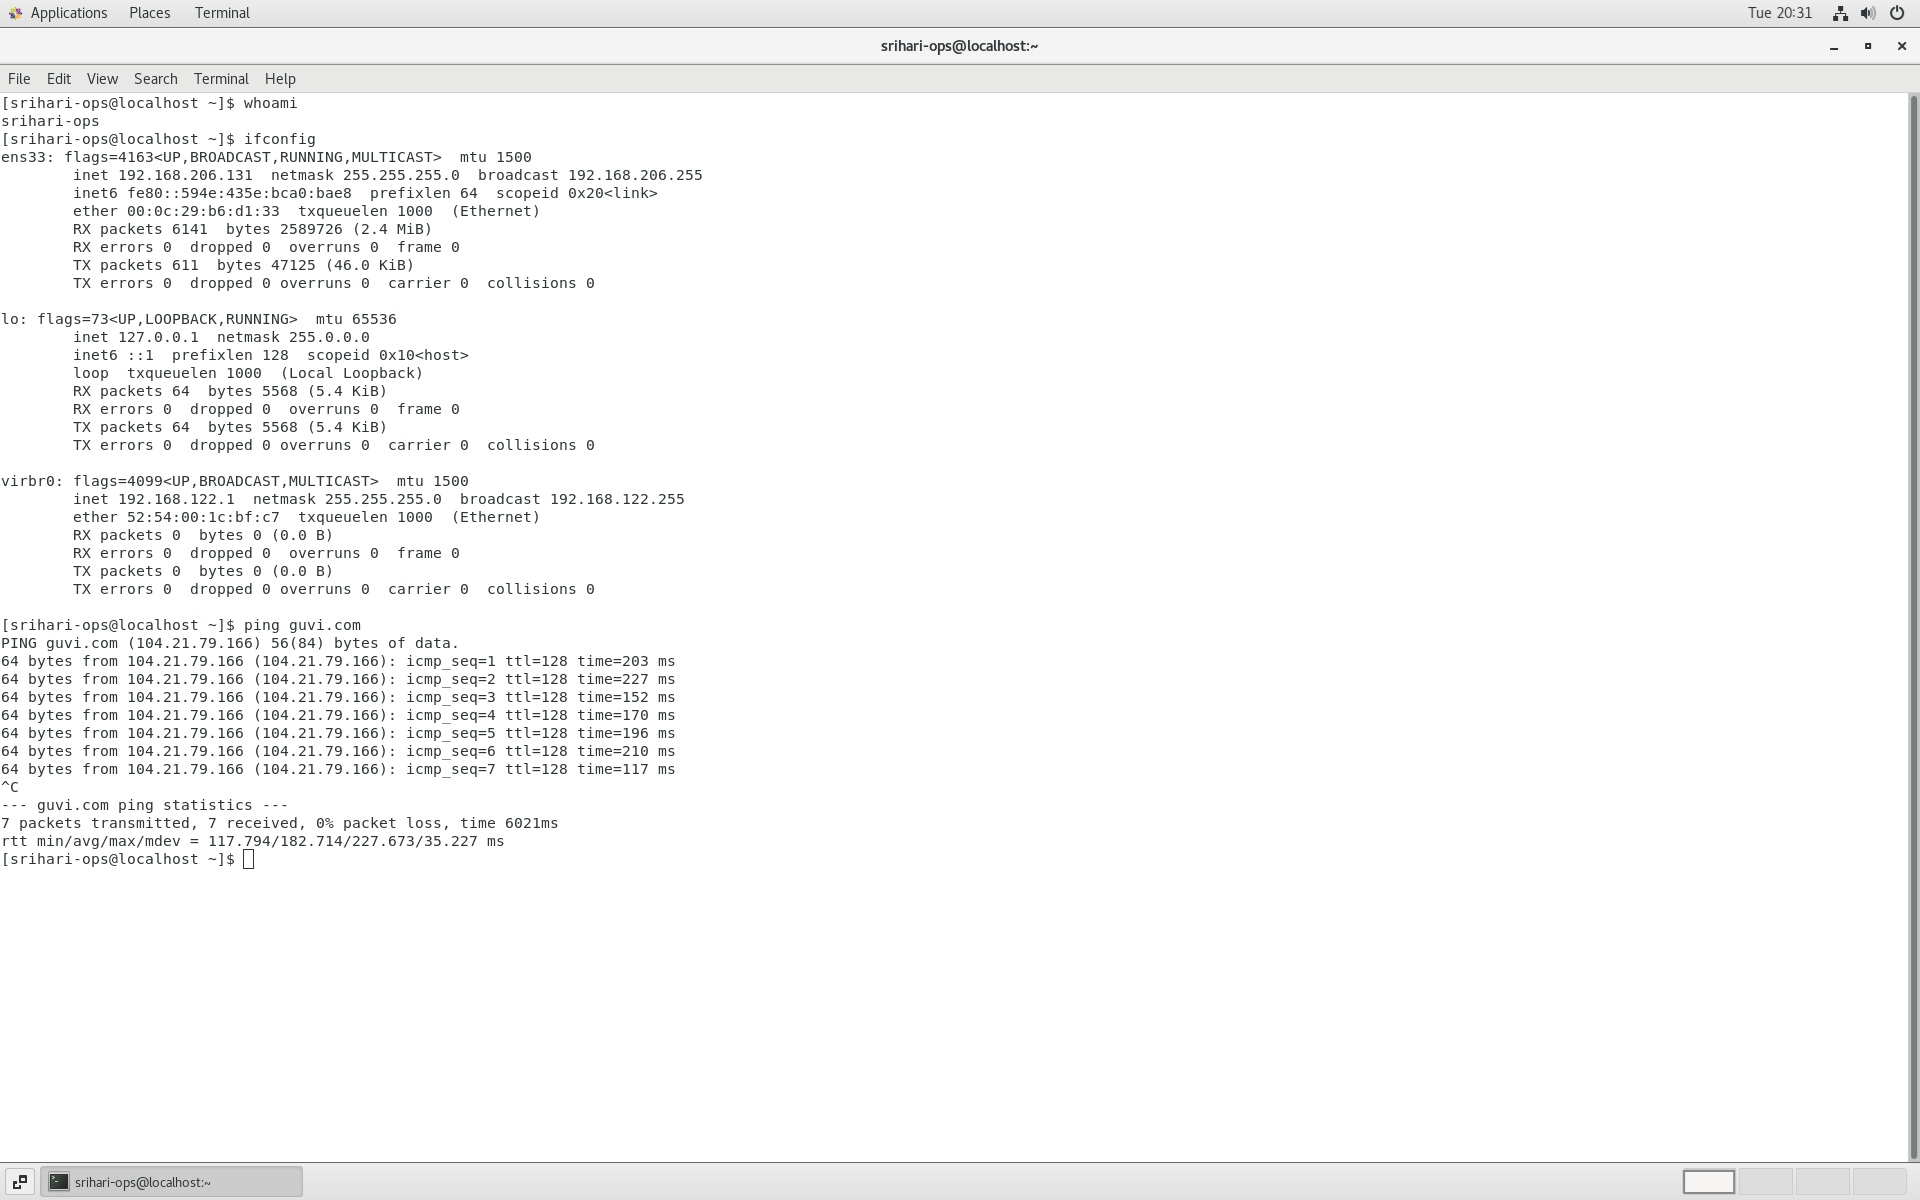 Applications Places Terminal Tue 20:31
srihari-ops@localhost:~
File Edit View Search Terminal Help
[srihari-ops@localhost ~]$ whoami
srihari-ops
[srihari-ops@localhost ~]$ ifconfig
ens33: flags=4163<UP,BROADCAST,RUNNING,MULTICAST>  mtu 1500
        inet 192.168.206.131  netmask 255.255.255.0  broadcast 192.168.206.255
        inet6 fe80::594e:435e:bca0:bae8  prefixlen 64  scopeid 0x20<link>
        ether 00:0c:29:b6:d1:33  txqueuelen 1000  (Ethernet)
        RX packets 6141  bytes 2589726 (2.4 MiB)
        RX errors 0  dropped 0  overruns 0  frame 0
        TX packets 611  bytes 47125 (46.0 KiB)
        TX errors 0  dropped 0 overruns 0  carrier 0  collisions 0

lo: flags=73<UP,LOOPBACK,RUNNING>  mtu 65536
        inet 127.0.0.1  netmask 255.0.0.0
        inet6 ::1  prefixlen 128  scopeid 0x10<host>
        loop  txqueuelen 1000  (Local Loopback)
        RX packets 64  bytes 5568 (5.4 KiB)
        RX errors 0  dropped 0  overruns 0  frame 0
        TX packets 64  bytes 5568 (5.4 KiB)
        TX errors 0  dropped 0 overruns 0  carrier 0  collisions 0

virbr0: flags=4099<UP,BROADCAST,MULTICAST>  mtu 1500
        inet 192.168.122.1  netmask 255.255.255.0  broadcast 192.168.122.255
        ether 52:54:00:1c:bf:c7  txqueuelen 1000  (Ethernet)
        RX packets 0  bytes 0 (0.0 B)
        RX errors 0  dropped 0  overruns 0  frame 0
        TX packets 0  bytes 0 (0.0 B)
        TX errors 0  dropped 0 overruns 0  carrier 0  collisions 0

[srihari-ops@localhost ~]$ ping guvi.com
PING guvi.com (104.21.79.166) 56(84) bytes of data.
64 bytes from 104.21.79.166 (104.21.79.166): icmp_seq=1 ttl=128 time=203 ms
64 bytes from 104.21.79.166 (104.21.79.166): icmp_seq=2 ttl=128 time=227 ms
64 bytes from 104.21.79.166 (104.21.79.166): icmp_seq=3 ttl=128 time=152 ms
64 bytes from 104.21.79.166 (104.21.79.166): icmp_seq=4 ttl=128 time=170 ms
64 bytes from 104.21.79.166 (104.21.79.166): icmp_seq=5 ttl=128 time=196 ms
64 bytes from 104.21.79.166 (104.21.79.166): icmp_seq=6 ttl=128 time=210 ms
64 bytes from 104.21.79.166 (104.21.79.166): icmp_seq=7 ttl=128 time=117 ms
^C
--- guvi.com ping statistics ---
7 packets transmitted, 7 received, 0% packet loss, time 6021ms
rtt min/avg/max/mdev = 117.794/182.714/227.673/35.227 ms
[srihari-ops@localhost ~]$
srihari-ops@localhost:~